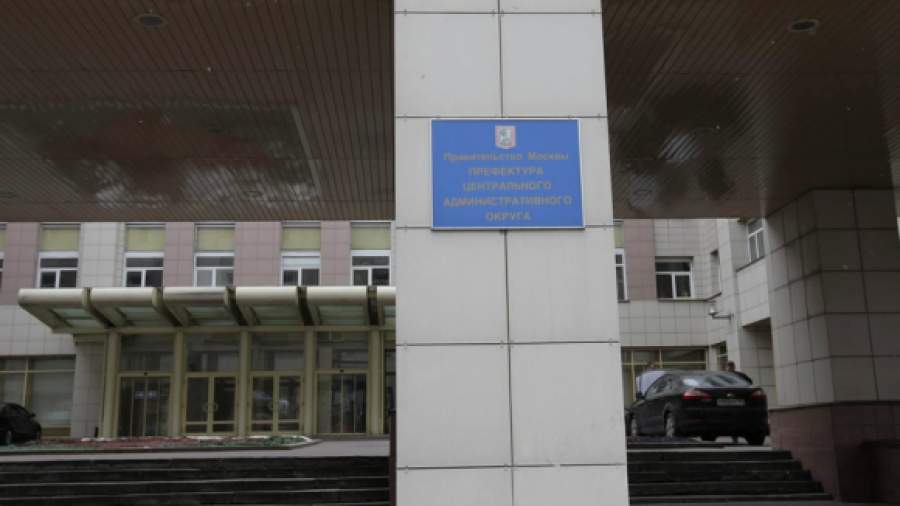 Правительство Москвы
ПРЕФЕКТУРА
ЦЕНТРАЛЬНОГО
АДМИНИСТРАТИВНОГО
ОКРУГА